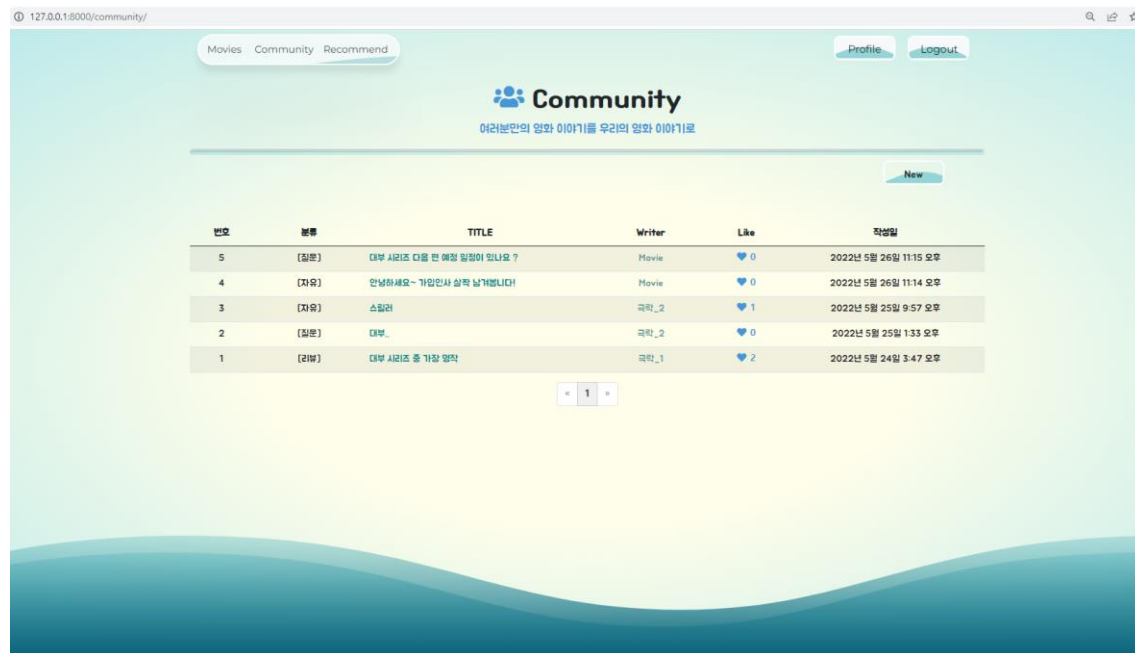 127.0.0.1:8000/community/
Movies Community Recommend
Profile Logout
Community
여러분만의 영화 이야기를 우리의 영화 이야기로
New
번호 분류 TITLE Writer Like 작성일
5 [질문] 대부 시리즈 다음 편 예정 일정이 있나요 ? Movie 0 2022년 5월 26일 11:15 오후
4 [자유] 안녕하세요~ 가입인사 살짝 남겨봅니다! Movie 0 2022년 5월 26일 11:14 오후
3 [자유] 스릴러 극락_2 1 2022년 5월 25일 9:57 오후
2 [질문] 대부.. 극락_2 0 2022년 5월 25일 1:33 오후
1 [리뷰] 대부 시리즈 중 가장 명작 극락_1 2 2022년 5월 24일 3:47 오후
« 1 »